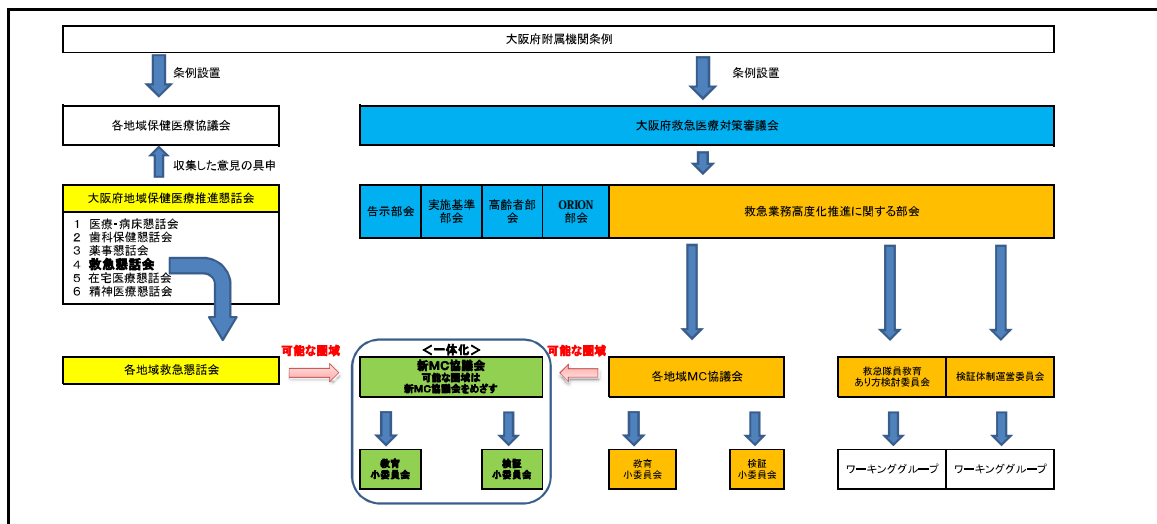 大阪府附属機関条例
条例設置
条例設置
各地域保健医療協議会
大阪府救急医療対策審議会
収集した意見の具申
大阪府地域保健医療推進懇話会
1 医療・病床懇話会
2 歯科保健懇話会
3 薬事懇話会
4 救急懇話会
5 在宅医療懇話会
6 精神医療懇話会
告示部会
実施基準
部会
高齢者部
会
ORION
部会
救急業務高度化推進に関する部会
各地域救急懇話会
可能な圏域
<一体化>
新MC協議会
可能な圏域は
新MC協議会をめざす
可能な圏域
各地域MC協議会
救急隊員教育
あり方検討委員会
検証体制運営委員会
教育
小委員会
検証
小委員会
教育
小委員会
検証
小委員会
ワーキンググループ
ワーキンググループ